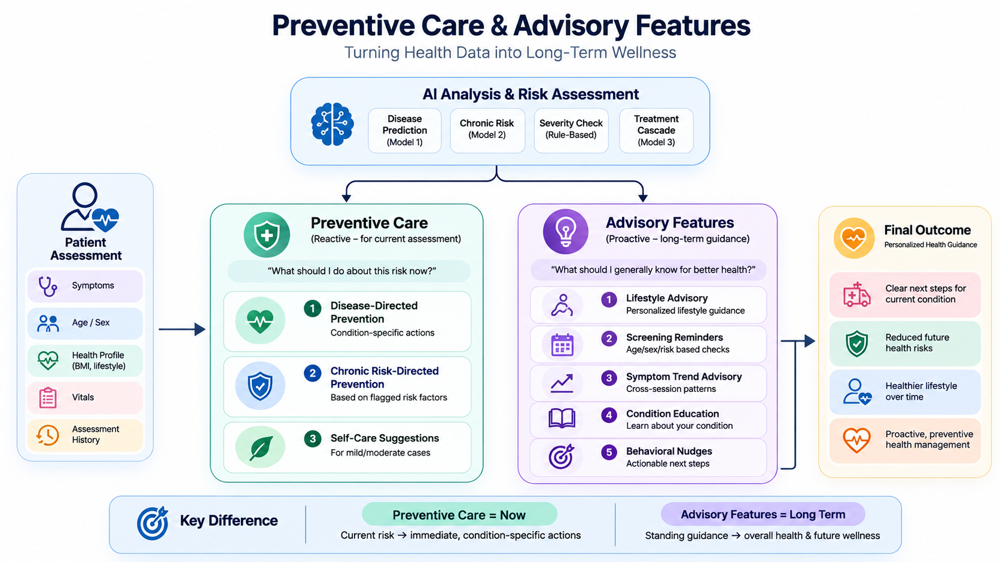 Preventive Care & Advisory Features
Turning Health Data into Long-Term Wellness
AI Analysis & Risk Assessment
Disease
Prediction
(Model 1)
Chronic Risk
(Model 2)
Severity Check
(Rule-Based)
Treatment
Cascade
(Model 3)
Patient
Assessment
Symptoms
Age / Sex
Health Profile
(BMI, lifestyle)
Vitals
Assessment
History
Preventive Care
(Reactive – for current assessment)
“What should I do about this risk now?”
1
Disease-Directed
Prevention
Condition-specific actions
2
Chronic Risk-Directed
Prevention
Based on flagged risk factors
3
Self-Care Suggestions
For mild/moderate cases
Advisory Features
(Proactive – long-term guidance)
“What should I generally know for better health?”
1
Lifestyle Advisory
Personalized lifestyle guidance
2
Screening Reminders
Age/sex/risk based checks
3
Symptom Trend Advisory
Cross-session patterns
4
Condition Education
Learn about your condition
5
Behavioral Nudges
Actionable next steps
Final Outcome
Personalized Health Guidance
Clear next steps for
current condition
Reduced future
health risks
Healthier lifestyle
over time
Proactive, preventive
health management
Key Difference
Preventive Care = Now
Current risk → immediate, condition-specific actions
Advisory Features = Long Term
Standing guidance → overall health & future wellness